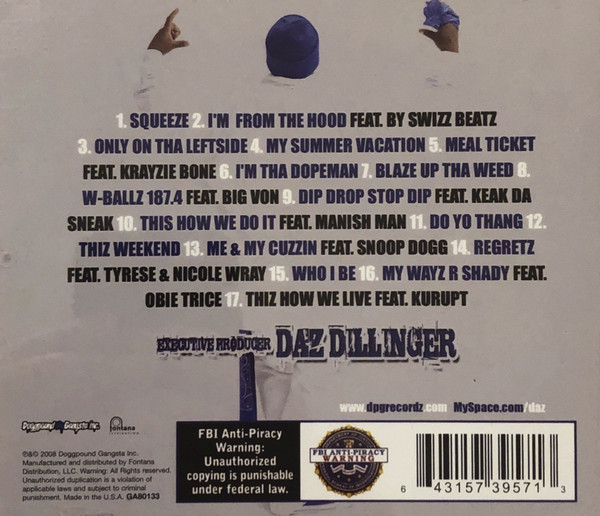 1. SQUEEZE 2. I'M FROM THE HOOD FEAT. BY SWIZZ BEATZ
3. ONLY ON THA LEFTSIDE 4. MY SUMMER VACATION 5. MEAL TICKET
FEAT. KRAYZIE BONE 6. I'M THA DOPEMAN 7. BLAZE UP THA WEED 8.
W-BALLZ 187.4 FEAT. BIG VON 9. DIP DROP STOP DIP FEAT. KEAK DA
SNEAK 10. THIS HOW WE DO IT FEAT. MANISH MAN 11. DO YO THANG 12.
THIZ WEEKEND 13. ME & MY CUZZIN FEAT. SNOOP DOGG 14. REGRETZ
FEAT. TYRESE & NICOLE WRAY 15. WHO I BE 16. MY WAYZ R SHADY FEAT.
OBIE TRICE 17. THIZ HOW WE LIVE FEAT. KURUPT
EXECUTIVE PRODUCER DAZ DILLINGER
www.dpgrecordz.com MySpace.com/daz
Doggpound Gangsta Inc.
fontana
DISTRIBUTION
℗&© 2008 Doggpound Gangsta Inc.
Manufactured and distributed by Fontana
Distribution, LLC. Warning: All Rights reserved.
Unauthorized duplication is a violation of
applicable laws and subject to criminal
punishment. Made in the U.S.A. GA80133
FBI Anti-Piracy
Warning:
Unauthorized
copying is punishable
under federal law.
FBI ANTI-PIRACY
WARNING
6 43157 39571 3